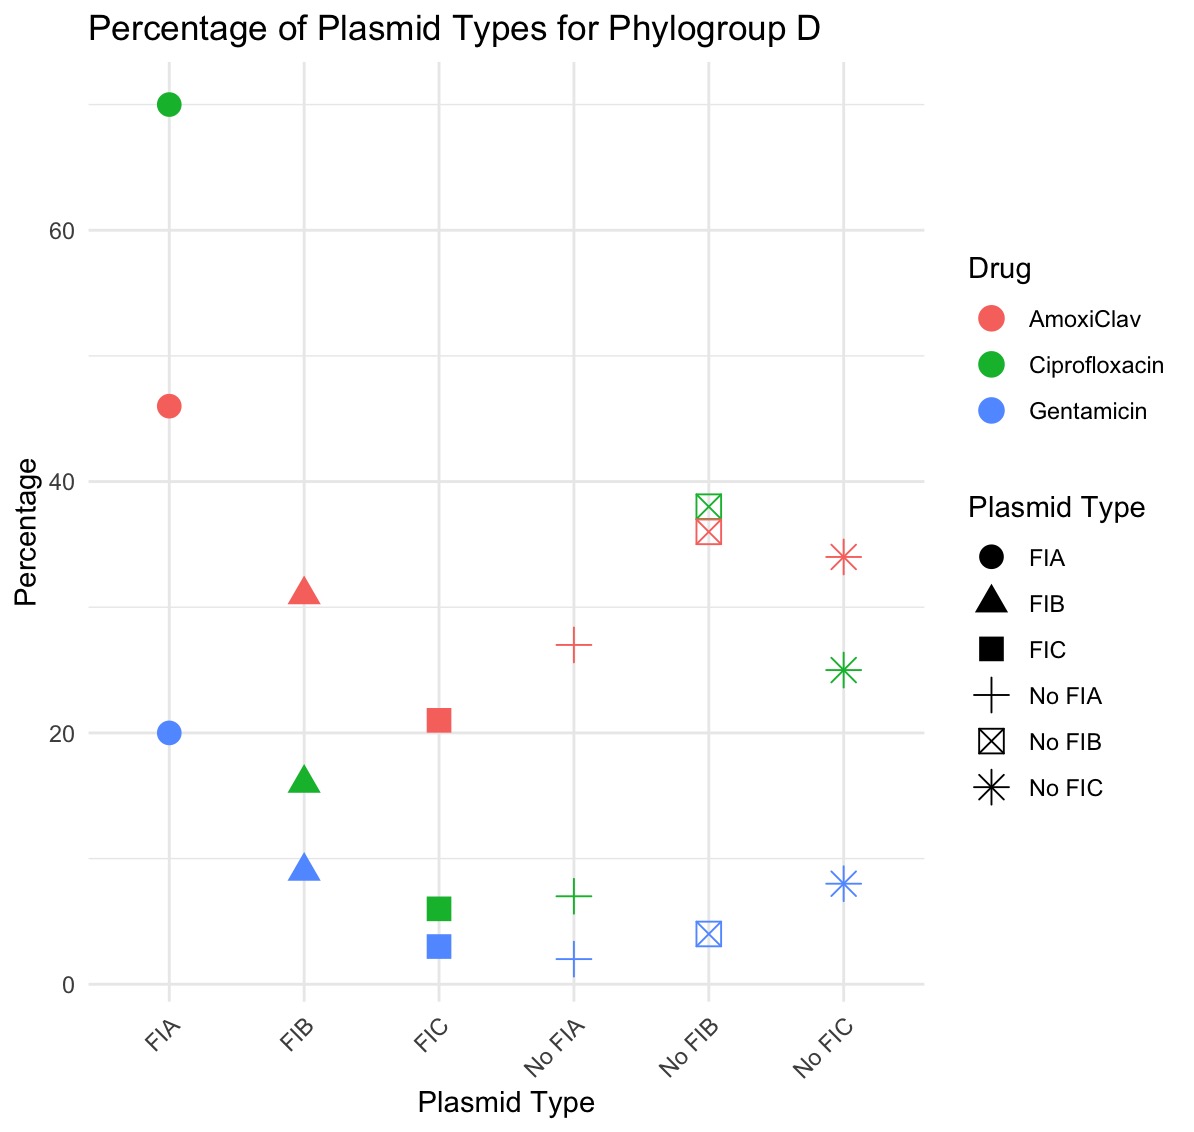 Percentage of Plasmid Types for Phylogroup D
Percentage
60
40
20
0
FIA
FIB
FIC
No FIA
No FIB
No FIC
Plasmid Type
Drug
AmoxiClav
Ciprofloxacin
Gentamicin
Plasmid Type
FIA
FIB
FIC
No FIA
No FIB
No FIC